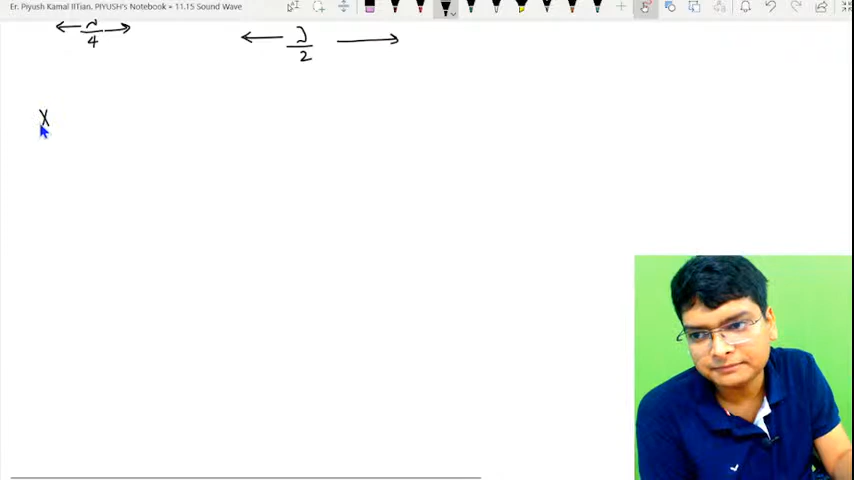 Er. Piyush Kamal IITian. PIYUSH's Notebook = 11.15 Sound Wave
λ/4
λ/2
X